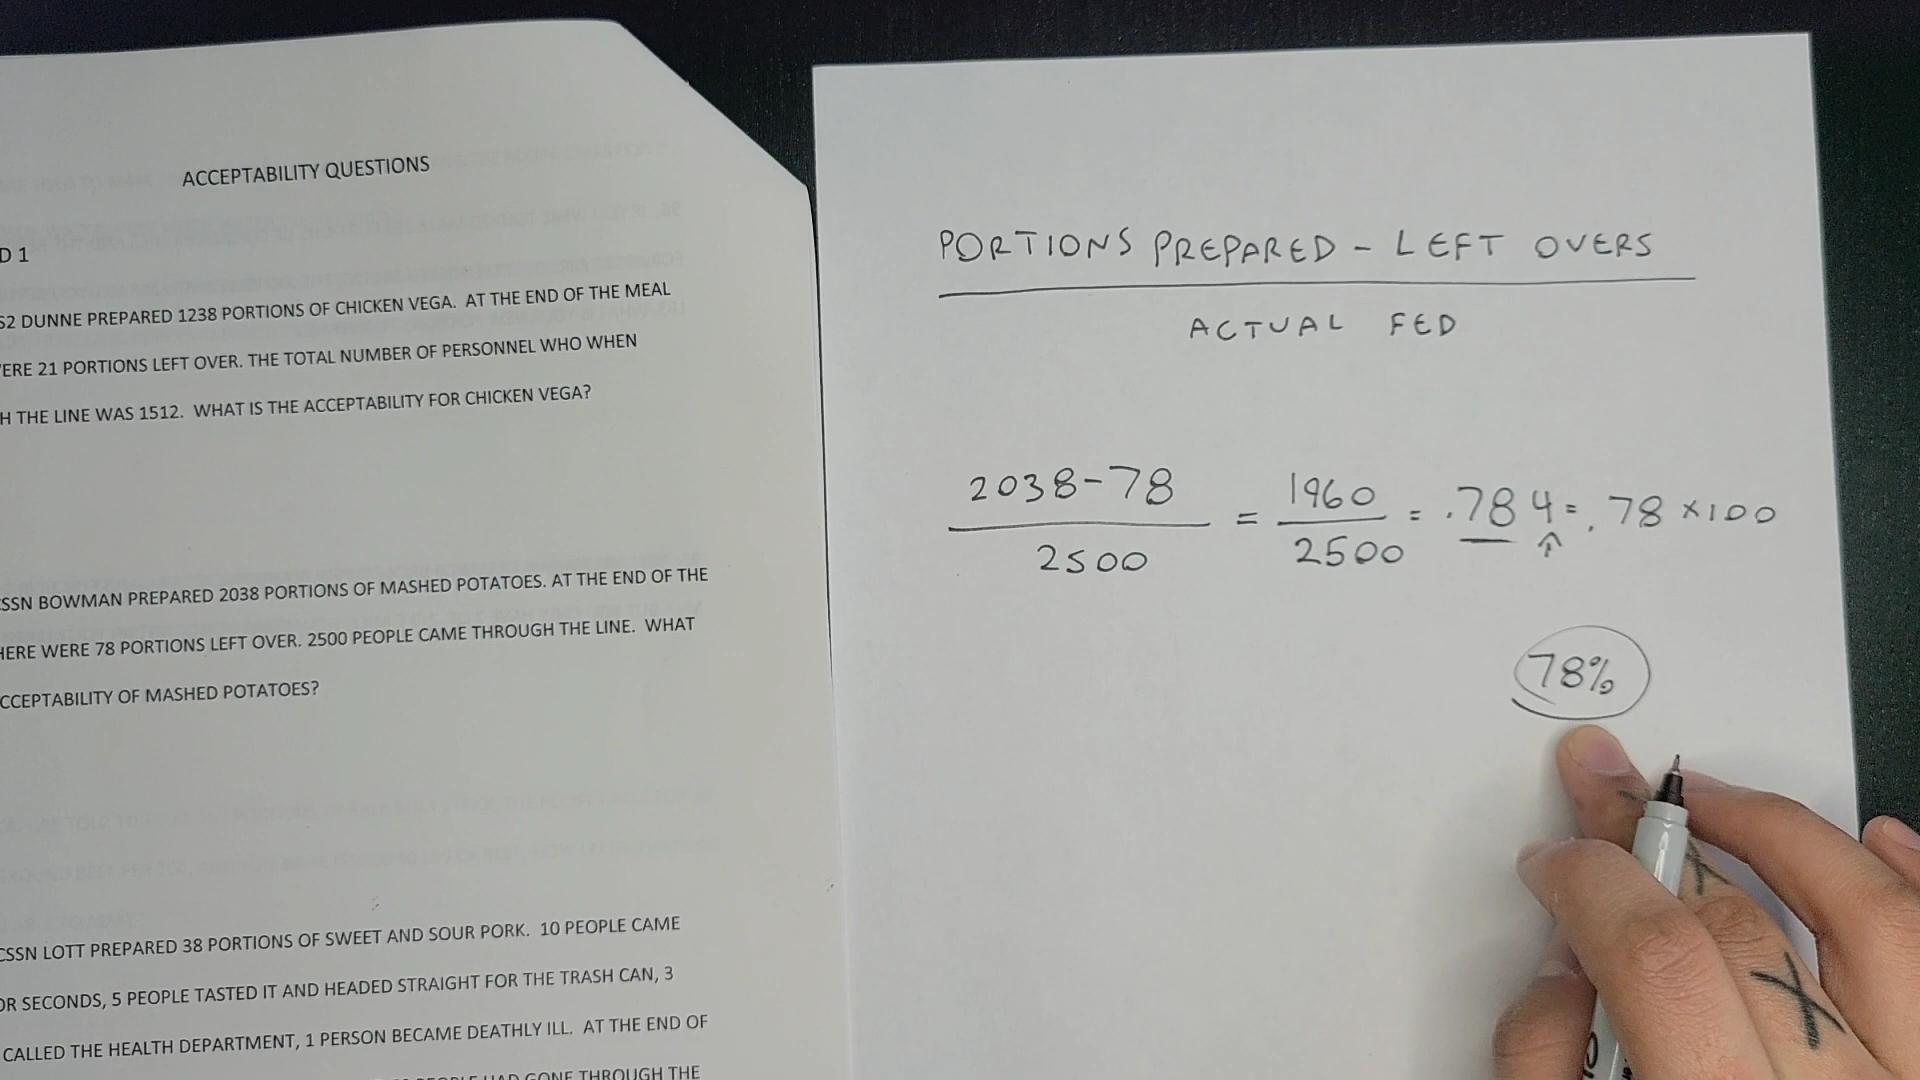 ACCEPTABILITY QUESTIONS
D 1
S2 DUNNE PREPARED 1238 PORTIONS OF CHICKEN VEGA. AT THE END OF THE MEAL
ERE 21 PORTIONS LEFT OVER. THE TOTAL NUMBER OF PERSONNEL WHO WHEN
H THE LINE WAS 1512. WHAT IS THE ACCEPTABILITY FOR CHICKEN VEGA?
CSSN BOWMAN PREPARED 2038 PORTIONS OF MASHED POTATOES. AT THE END OF THE
HERE WERE 78 PORTIONS LEFT OVER. 2500 PEOPLE CAME THROUGH THE LINE. WHAT
CCEPTABILITY OF MASHED POTATOES?
CSSN LOTT PREPARED 38 PORTIONS OF SWEET AND SOUR PORK. 10 PEOPLE CAME
OR SECONDS, 5 PEOPLE TASTED IT AND HEADED STRAIGHT FOR THE TRASH CAN, 3
CALLED THE HEALTH DEPARTMENT, 1 PERSON BECAME DEATHLY ILL. AT THE END OF
PEOPLE HAD GONE THROUGH THE
PORTIONS PREPARED - LEFT OVERS
ACTUAL FED
2038-78
2500
= 1960
2500
= .784 = .78 x100
78%